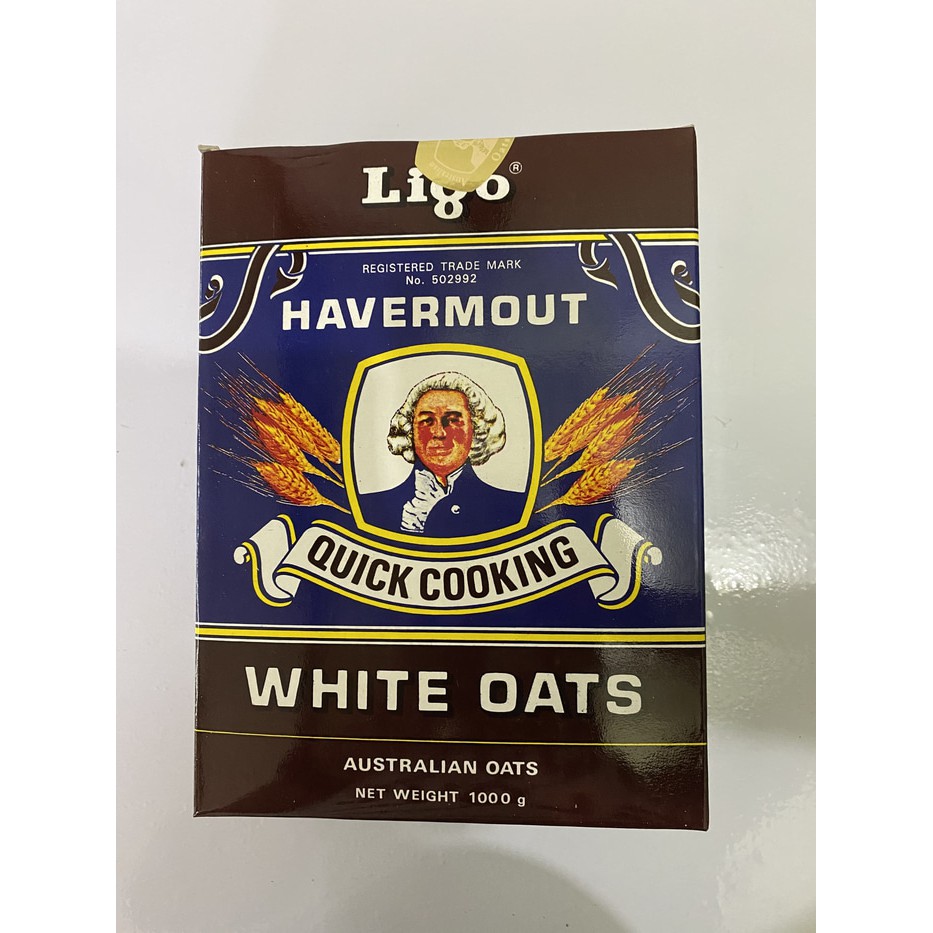 Ligo®
REGISTERED TRADE MARK
No. 502992
HAVERMOUT
QUICK COOKING
WHITE OATS
AUSTRALIAN OATS
NET WEIGHT 1000 g